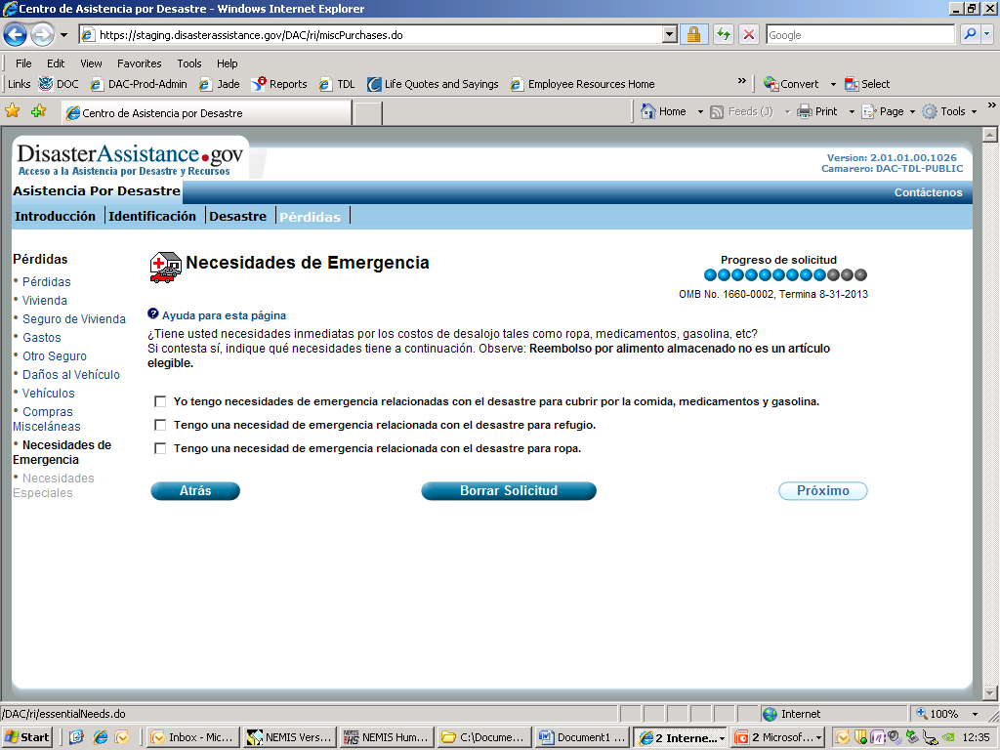 Centro de Asistencia por Desastre - Windows Internet Explorer
https://staging.disasterassistance.gov/DAC/ri/miscPurchases.do
Google
File Edit View Favorites Tools Help
Links DOC DAC-Prod-Admin Jade Reports TDL Life Quotes and Sayings Employee Resources Home » Convert Select
Centro de Asistencia por Desastre
Home Feeds (J) Print Page Tools »
DisasterAssistance.gov
Acceso a la Asistencia por Desastre y Recursos
Version: 2.01.01.00.1026
Camarero: DAC-TDL-PUBLIC
Asistencia Por Desastre
Contáctenos
Introducción Identificación Desastre Pérdidas
Pérdidas
• Pérdidas
• Vivienda
• Seguro de Vivienda
• Gastos
• Otro Seguro
• Daños al Vehículo
• Vehículos
• Compras
Misceláneas
• Necesidades de
Emergencia
• Necesidades
Especiales
Necesidades de Emergencia
Progreso de solicitud
OMB No. 1660-0002, Termina 8-31-2013
? Ayuda para esta página
¿Tiene usted necesidades inmediatas por los costos de desalojo tales como ropa, medicamentos, gasolina, etc?
Si contesta sí, indique qué necesidades tiene a continuación. Observe: Reembolso por alimento almacenado no es un artículo
elegible.
Yo tengo necesidades de emergencia relacionadas con el desastre para cubrir por la comida, medicamentos y gasolina.
Tengo una necesidad de emergencia relacionada con el desastre para refugio.
Tengo una necesidad de emergencia relacionada con el desastre para ropa.
Atrás Borrar Solicitud Próximo
/DAC/ri/essentialNeeds.do
Internet
100%
Start Inbox - Mic... NEMIS Vers... NEMIS Hum... C:\Docume... Document1 ... 2 Interne... 2 Microsof... 12:35